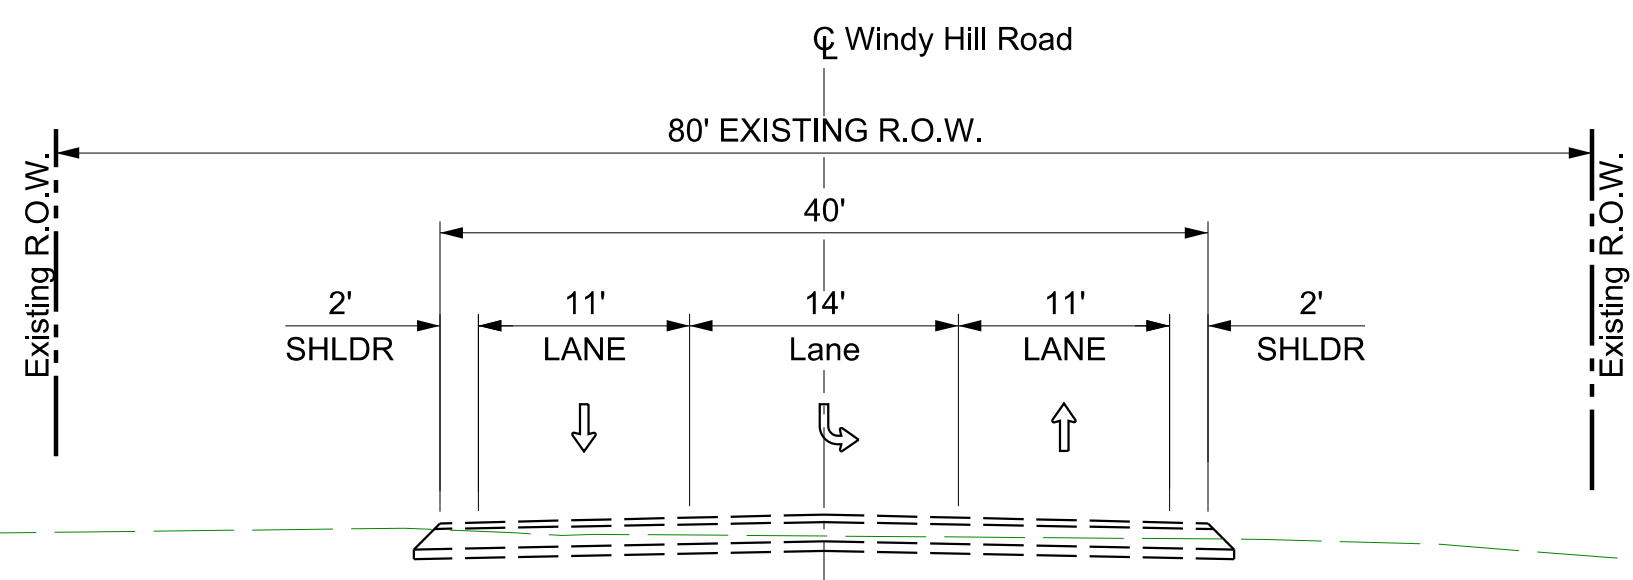 ℄ Windy Hill Road
80' EXISTING R.O.W.
Existing R.O.W.
Existing R.O.W.
40'
2'
11'
14'
11'
2'
SHLDR
LANE
Lane
LANE
SHLDR